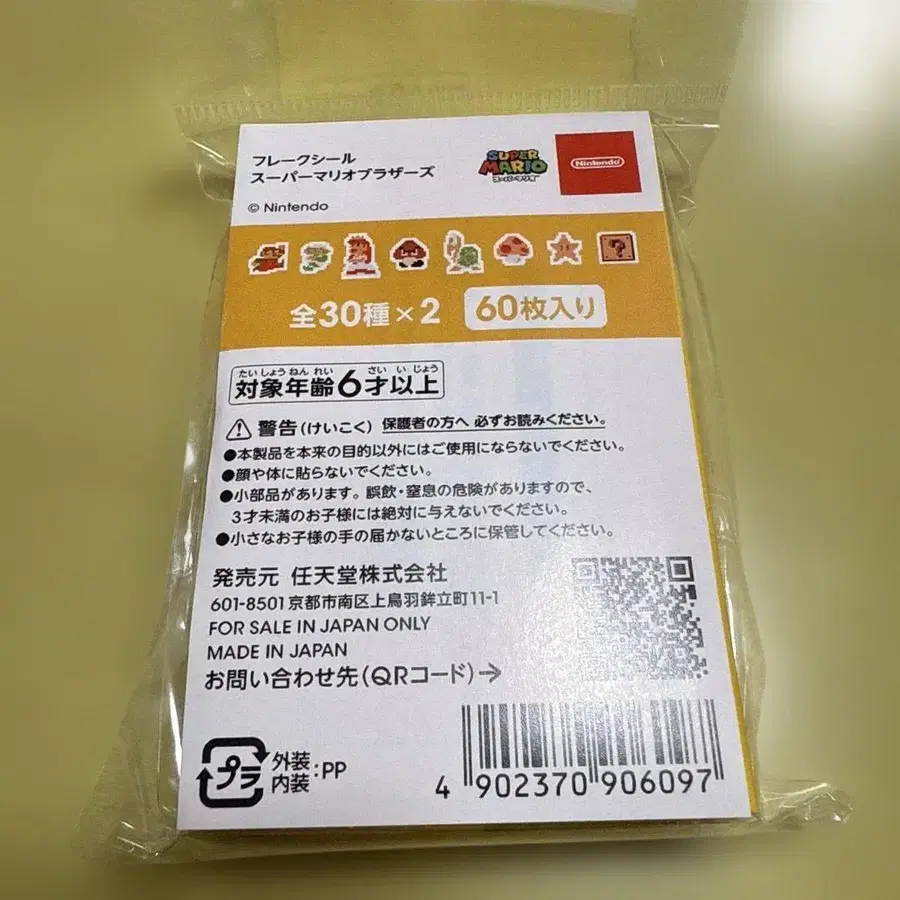 フレークシール
スーパーマリオブラザーズ
© Nintendo
SUPER
MARIO
スーパーマリオ
Nintendo
?
全30種×2 60枚入り
たいしょうねんれい さいいじょう
対象年齢6才以上
警告(けいこく) 保護者の方へ 必ずお読みください。
●本製品を本来の目的以外にはご使用にならないでください。
●顔や体に貼らないでください。
●小部品があります。誤飲・窒息の危険がありますので、
3才未満のお子様には絶対に与えないでください。
●小さなお子様の手の届かないところに保管してください。
発売元 任天堂株式会社
601-8501 京都市南区上鳥羽鉾立町11-1
FOR SALE IN JAPAN ONLY
MADE IN JAPAN
お問い合わせ先(QRコード)→
プラ
外装
内装:PP
4 902370 906097